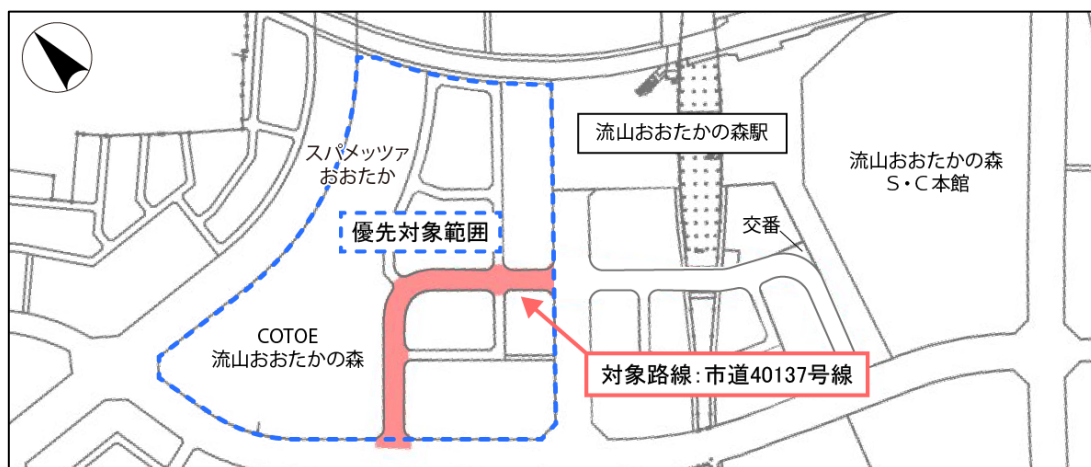 流山おおたかの森駅
流山おおたかの森
S・C本館
スパメッツァ
おおたか
交番
優先対象範囲
COTOE
流山おおたかの森
対象路線:市道40137号線